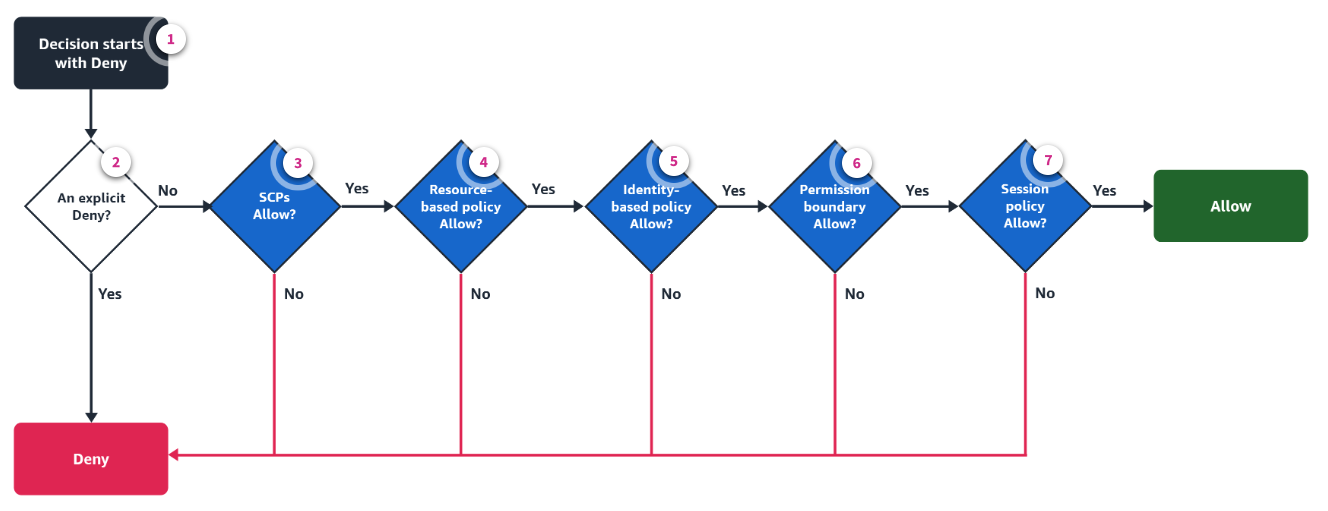 Decision starts
with Deny
1
2
An explicit
Deny?
No
Yes
3
SCPs
Allow?
Yes
No
4
Resource-
based policy
Allow?
Yes
No
5
Identity-
based policy
Allow?
Yes
No
6
Permission
boundary
Allow?
Yes
No
7
Session
policy
Allow?
Yes
No
Allow
Deny